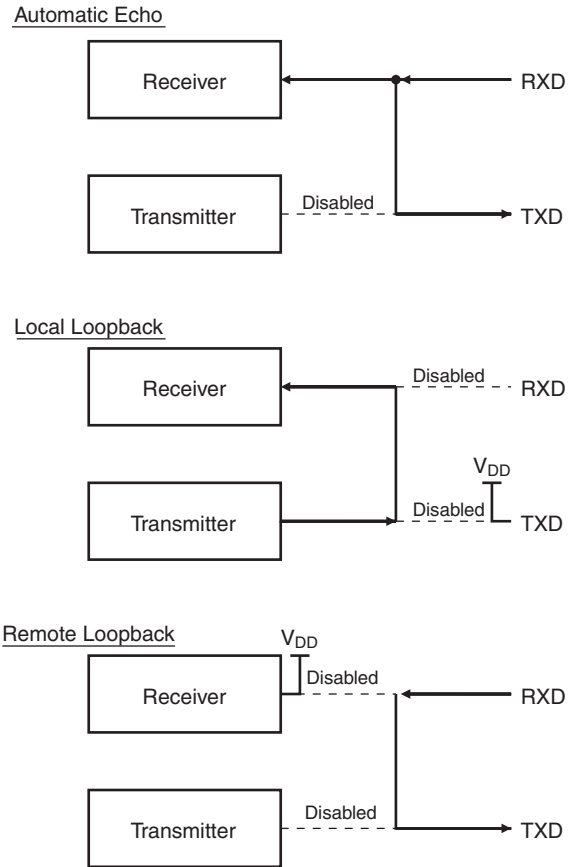 Automatic Echo
Receiver
RXD
Transmitter
Disabled
TXD
Local Loopback
Receiver
Disabled
RXD
VDD
Transmitter
Disabled
TXD
Remote Loopback
VDD
Receiver
Disabled
RXD
Transmitter
Disabled
TXD